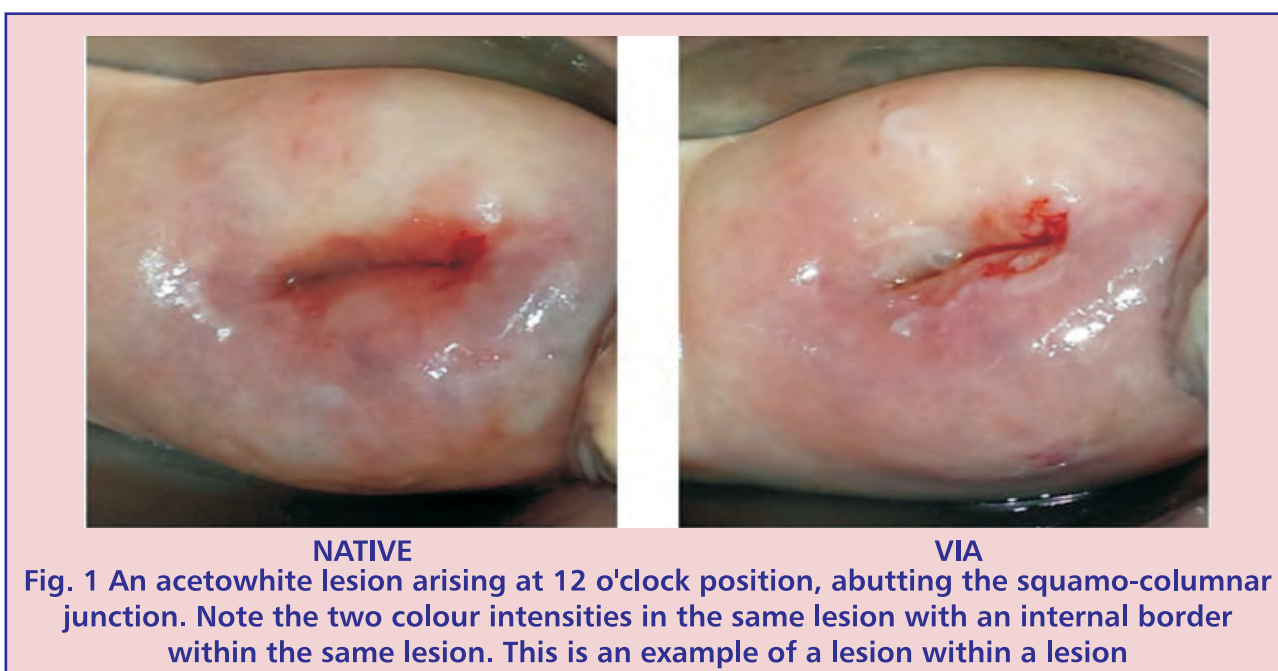 NATIVE VIA
Fig. 1 An acetowhite lesion arising at 12 o'clock position, abutting the squamo-columnar
junction. Note the two colour intensities in the same lesion with an internal border
within the same lesion. This is an example of a lesion within a lesion